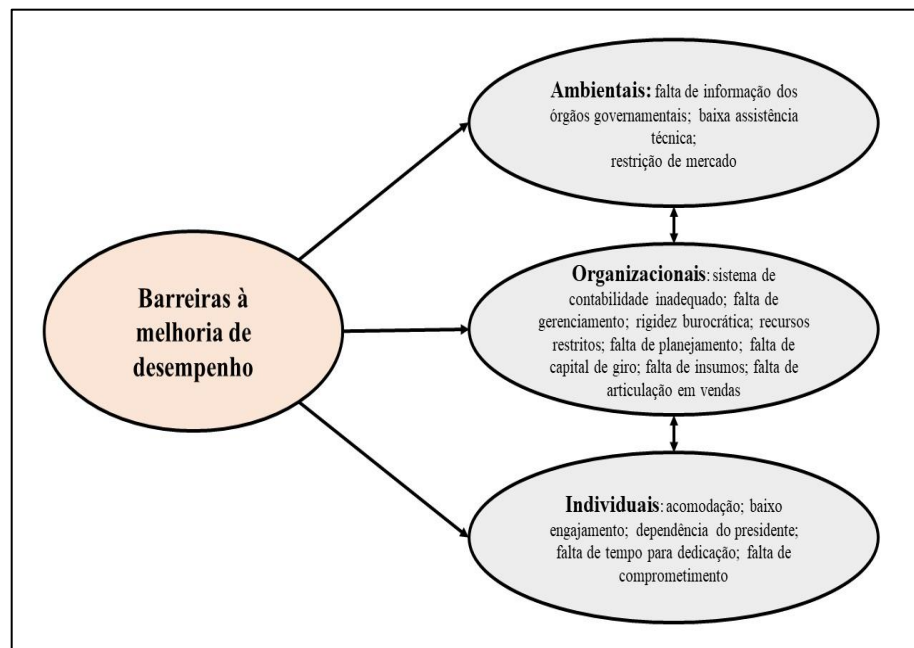 Barreiras à
melhoria de
desempenho
Ambientais: falta de informação dos
órgãos governamentais; baixa assistência
técnica;
restrição de mercado
Organizacionais: sistema de
contabilidade inadequado; falta de
gerenciamento; rigidez burocrática; recursos
restritos; falta de planejamento; falta de
capital de giro; falta de insumos; falta de
articulação em vendas
Individuais: acomodação; baixo
engajamento; dependência do presidente;
falta de tempo para dedicação; falta de
comprometimento